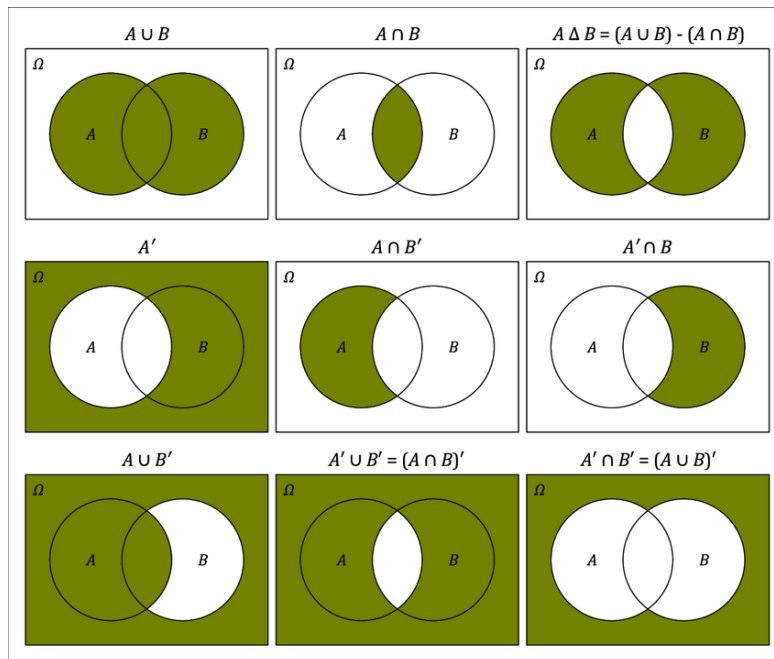 A ∪ B
A ∩ B
A Δ B = (A ∪ B) - (A ∩ B)
Ω
A
B
Ω
A
B
Ω
A
B
A′
A ∩ B′
A′ ∩ B
Ω
A
B
Ω
A
B
Ω
A
B
A ∪ B′
A′ ∪ B′ = (A ∩ B)′
A′ ∩ B′ = (A ∪ B)′
Ω
A
B
Ω
A
B
Ω
A
B